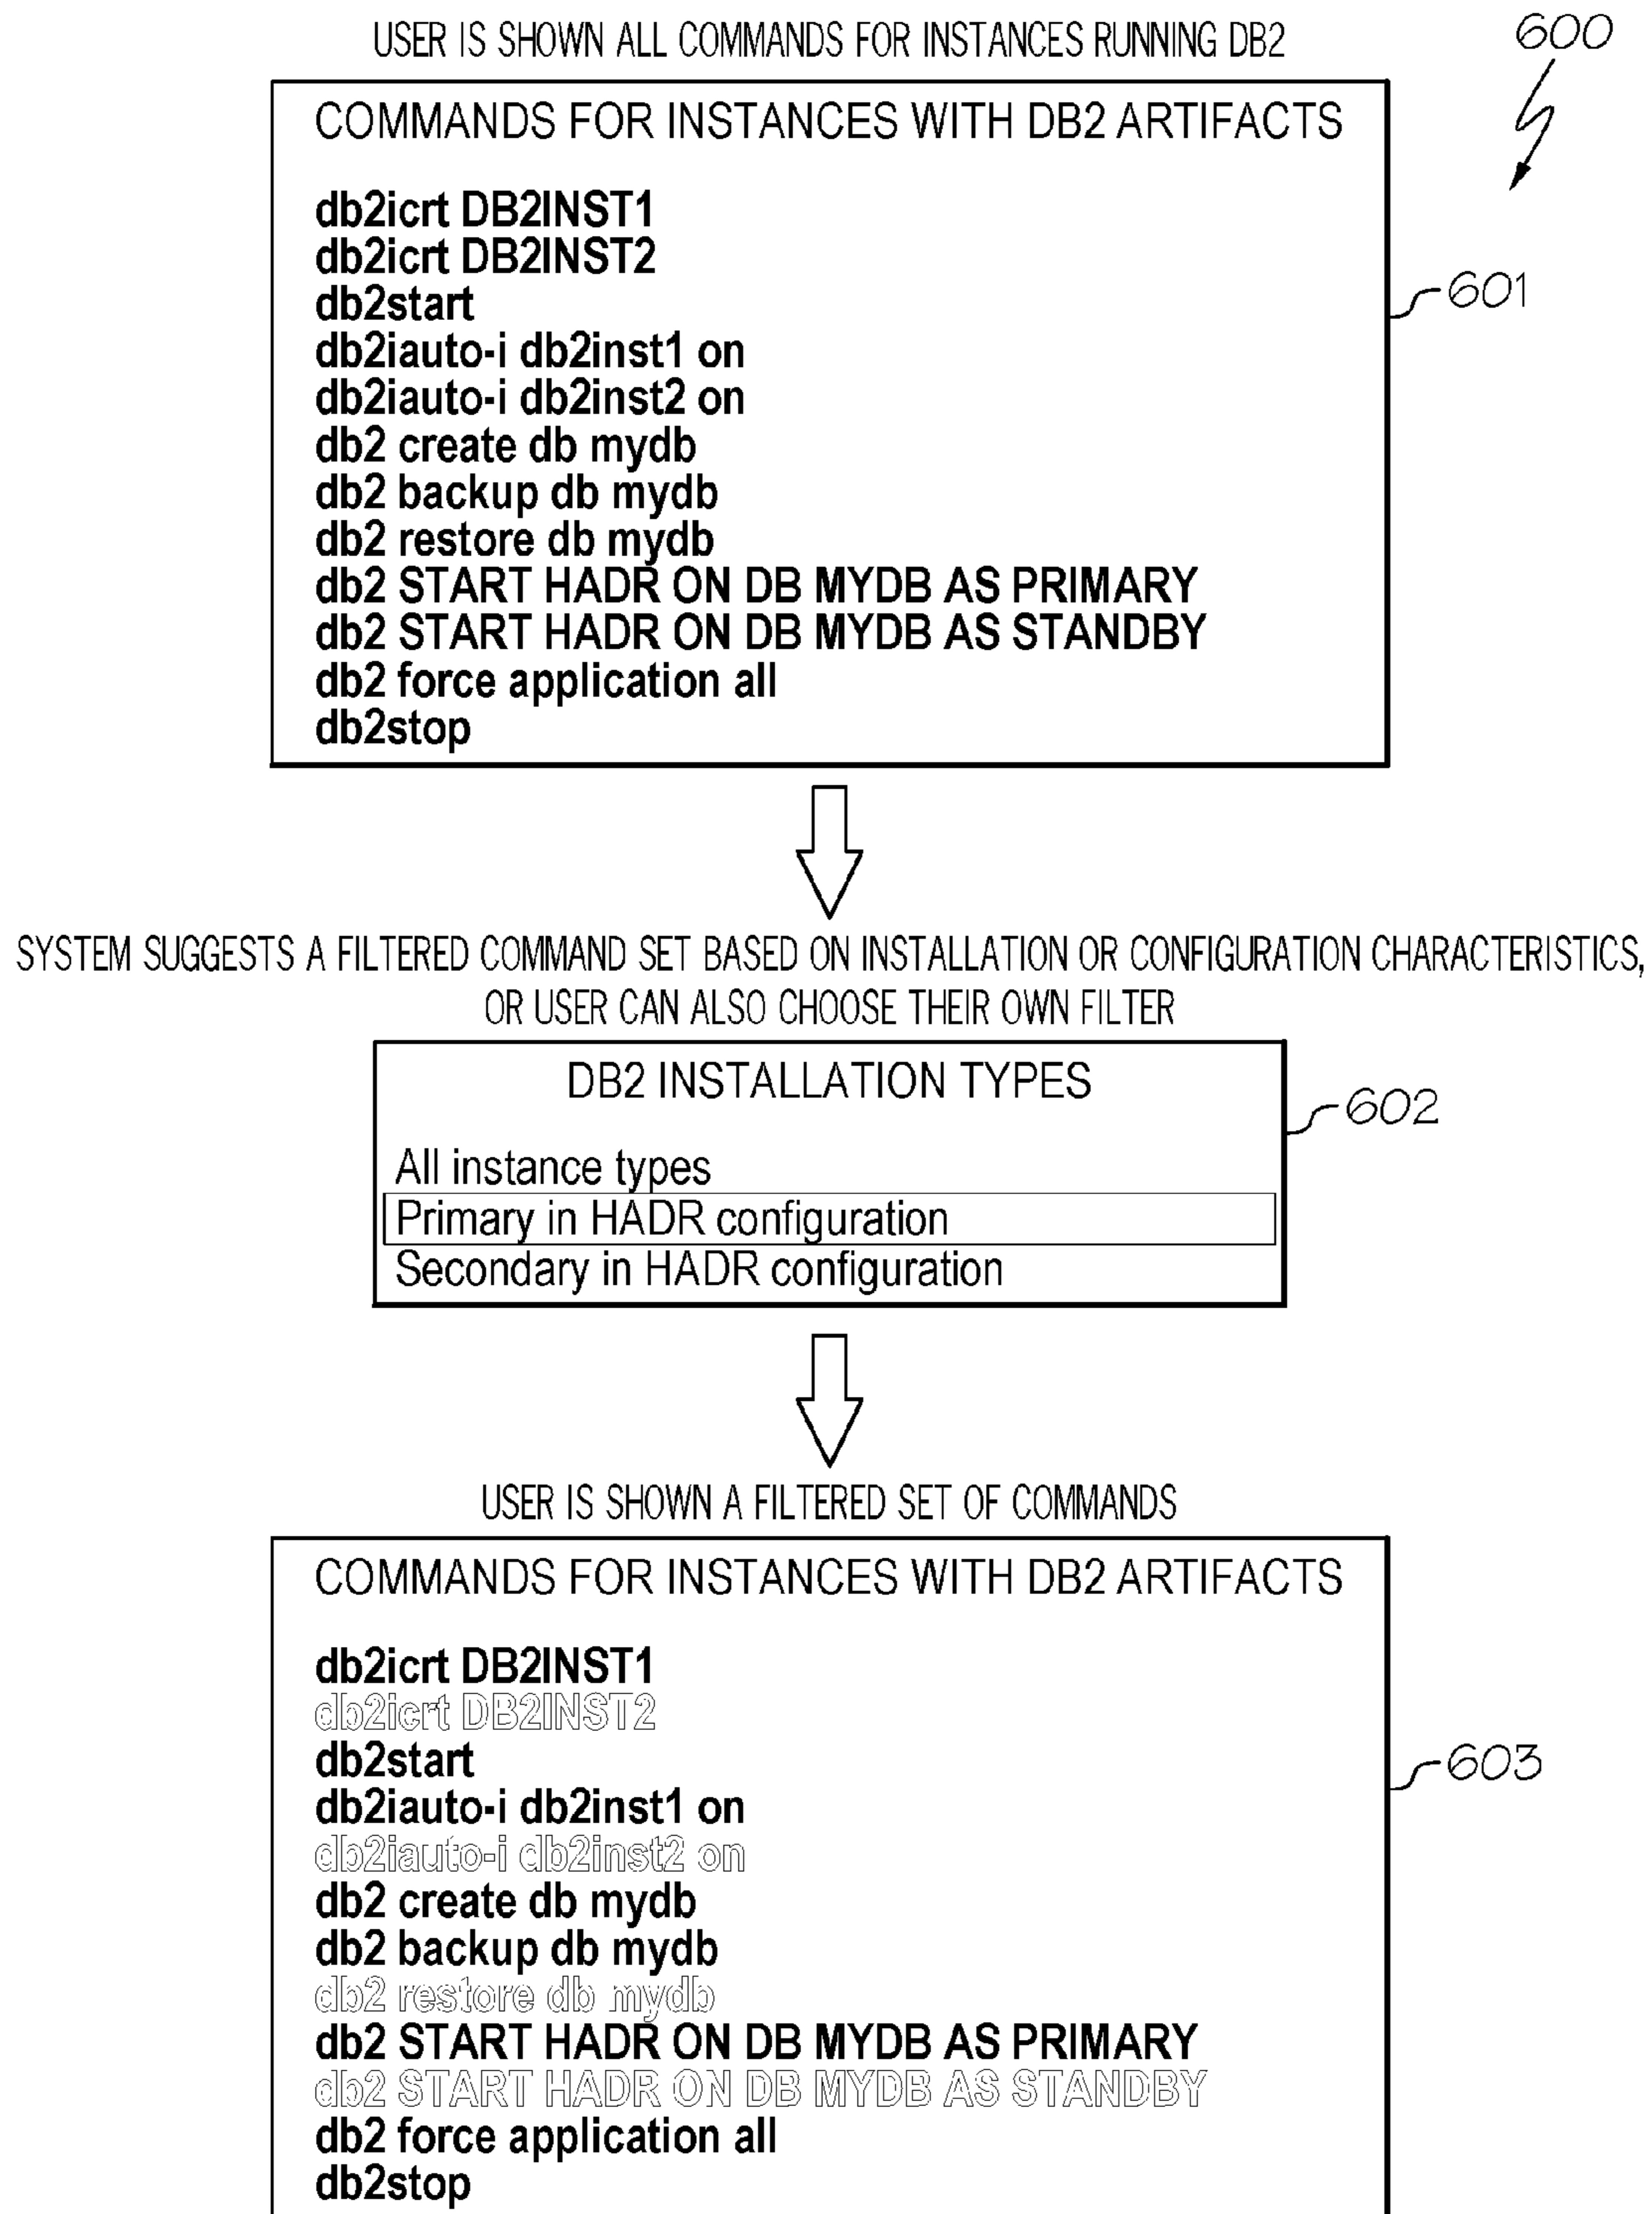 USER IS SHOWN ALL COMMANDS FOR INSTANCES RUNNING DB2
600
COMMANDS FOR INSTANCES WITH DB2 ARTIFACTS
db2icrt DB2INST1
db2icrt DB2INST2
db2start
db2iauto-i db2inst1 on
db2iauto-i db2inst2 on
db2 create db mydb
db2 backup db mydb
db2 restore db mydb
db2 START HADR ON DB MYDB AS PRIMARY
db2 START HADR ON DB MYDB AS STANDBY
db2 force application all
db2stop
601
SYSTEM SUGGESTS A FILTERED COMMAND SET BASED ON INSTALLATION OR CONFIGURATION CHARACTERISTICS,
OR USER CAN ALSO CHOOSE THEIR OWN FILTER
DB2 INSTALLATION TYPES
All instance types
Primary in HADR configuration
Secondary in HADR configuration
602
USER IS SHOWN A FILTERED SET OF COMMANDS
COMMANDS FOR INSTANCES WITH DB2 ARTIFACTS
db2icrt DB2INST1
db2icrt DB2INST2
db2start
db2iauto-i db2inst1 on
db2iauto-i db2inst2 on
db2 create db mydb
db2 backup db mydb
db2 restore db mydb
db2 START HADR ON DB MYDB AS PRIMARY
db2 START HADR ON DB MYDB AS STANDBY
db2 force application all
db2stop
603